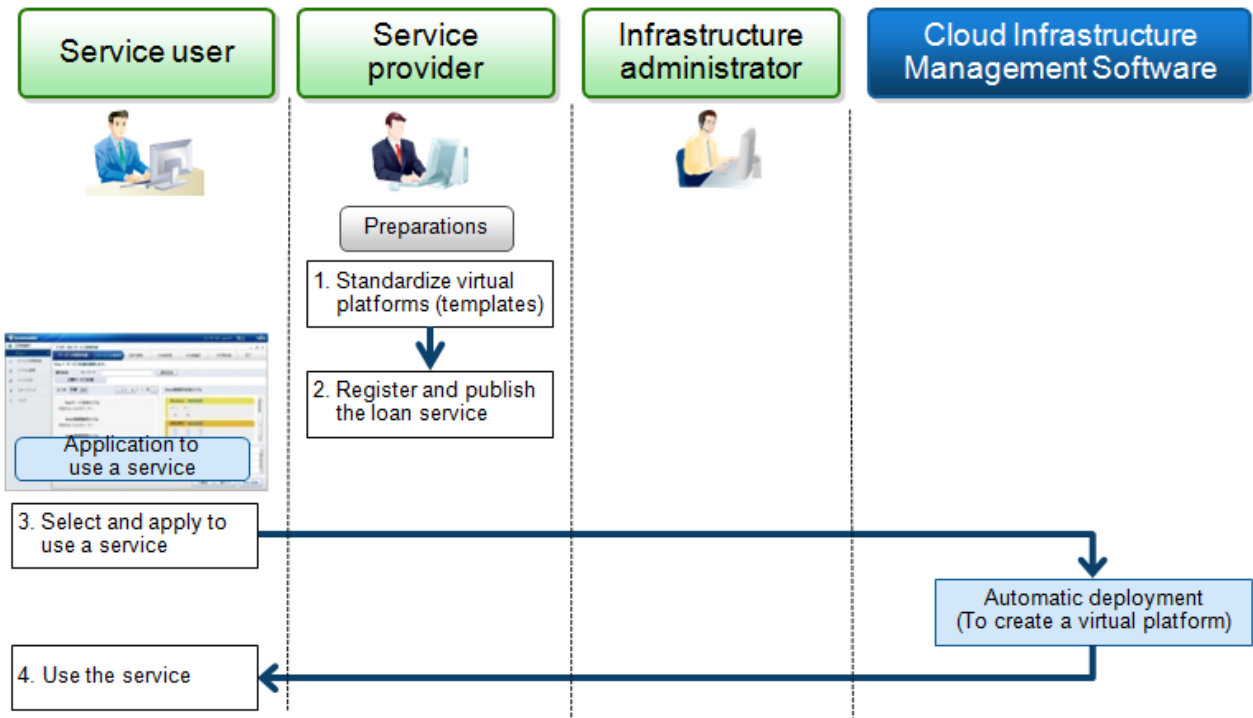 Service user
Service
provider
Infrastructure
administrator
Cloud Infrastructure
Management Software
Preparations
1. Standardize virtual
platforms (templates)
2. Register and publish
the loan service
Application to
use a service
3. Select and apply to
use a service
Automatic deployment
(To create a virtual platform)
4. Use the service